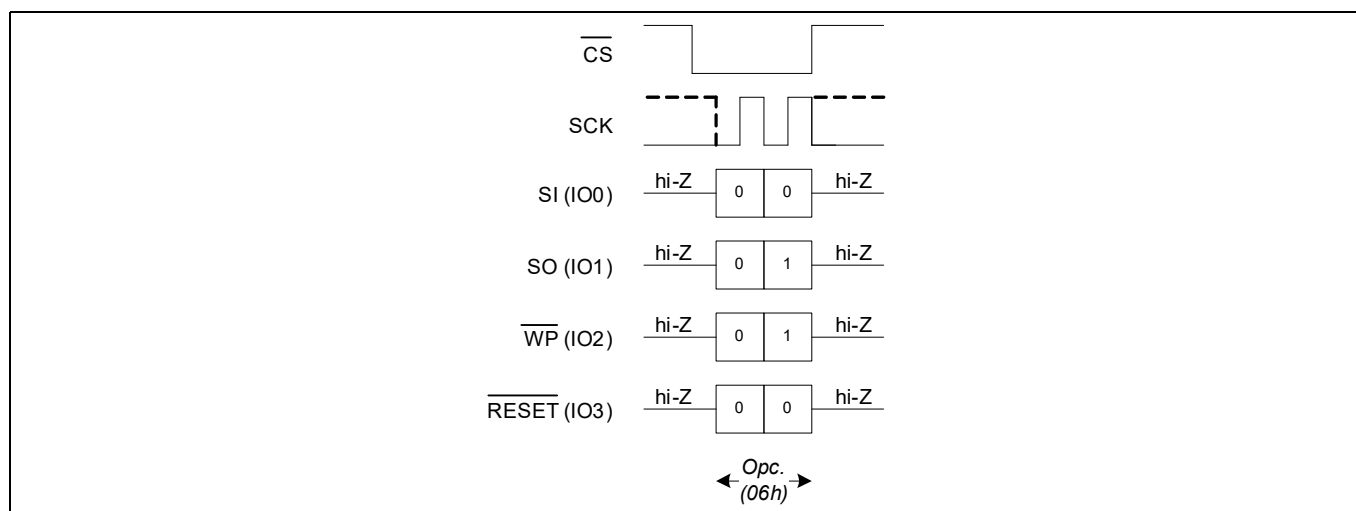 CS
SCK
SI (IO0) hi-Z 0 0 hi-Z
SO (IO1) hi-Z 0 1 hi-Z
WP (IO2) hi-Z 0 1 hi-Z
RESET (IO3) hi-Z 0 0 hi-Z
Opc.
(06h)